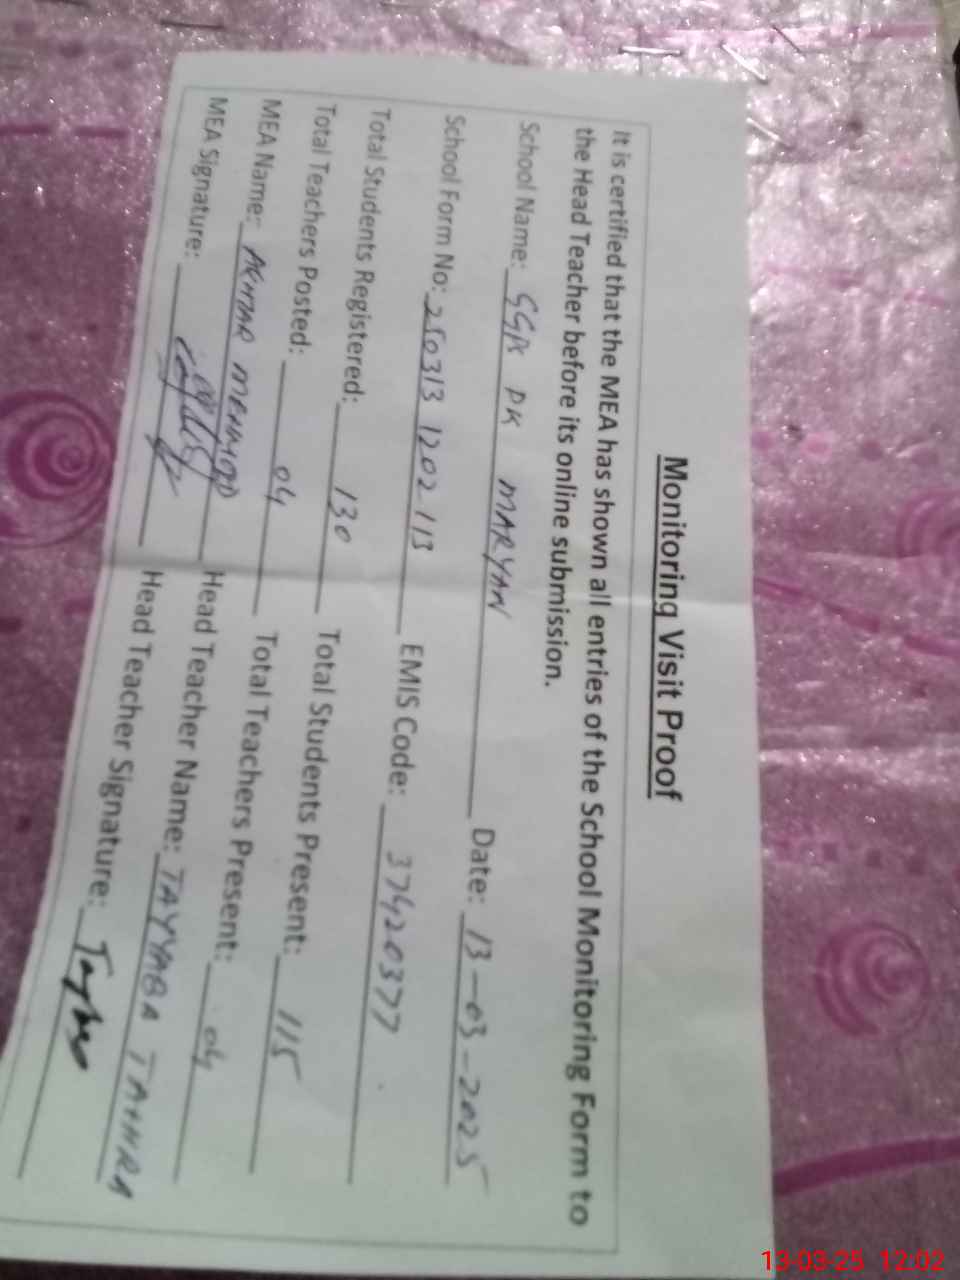 Monitoring Visit Proof
It is certified that the MEA has shown all entries of the School Monitoring Form to
the Head Teacher before its online submission.
School Name: GGPS DK MARYAN Date: 13-03-2025
School Form No: 250313 1202 113 EMIS Code: 37420377
Total Students Registered: 130 Total Students Present: 115
Total Teachers Posted: 04 Total Teachers Present: 04
MEA Name: AKHTAR MEHMOOD Head Teacher Name: TAYYABA TAHIRA
MEA Signature: Head Teacher Signature:
13-03-25 12:02